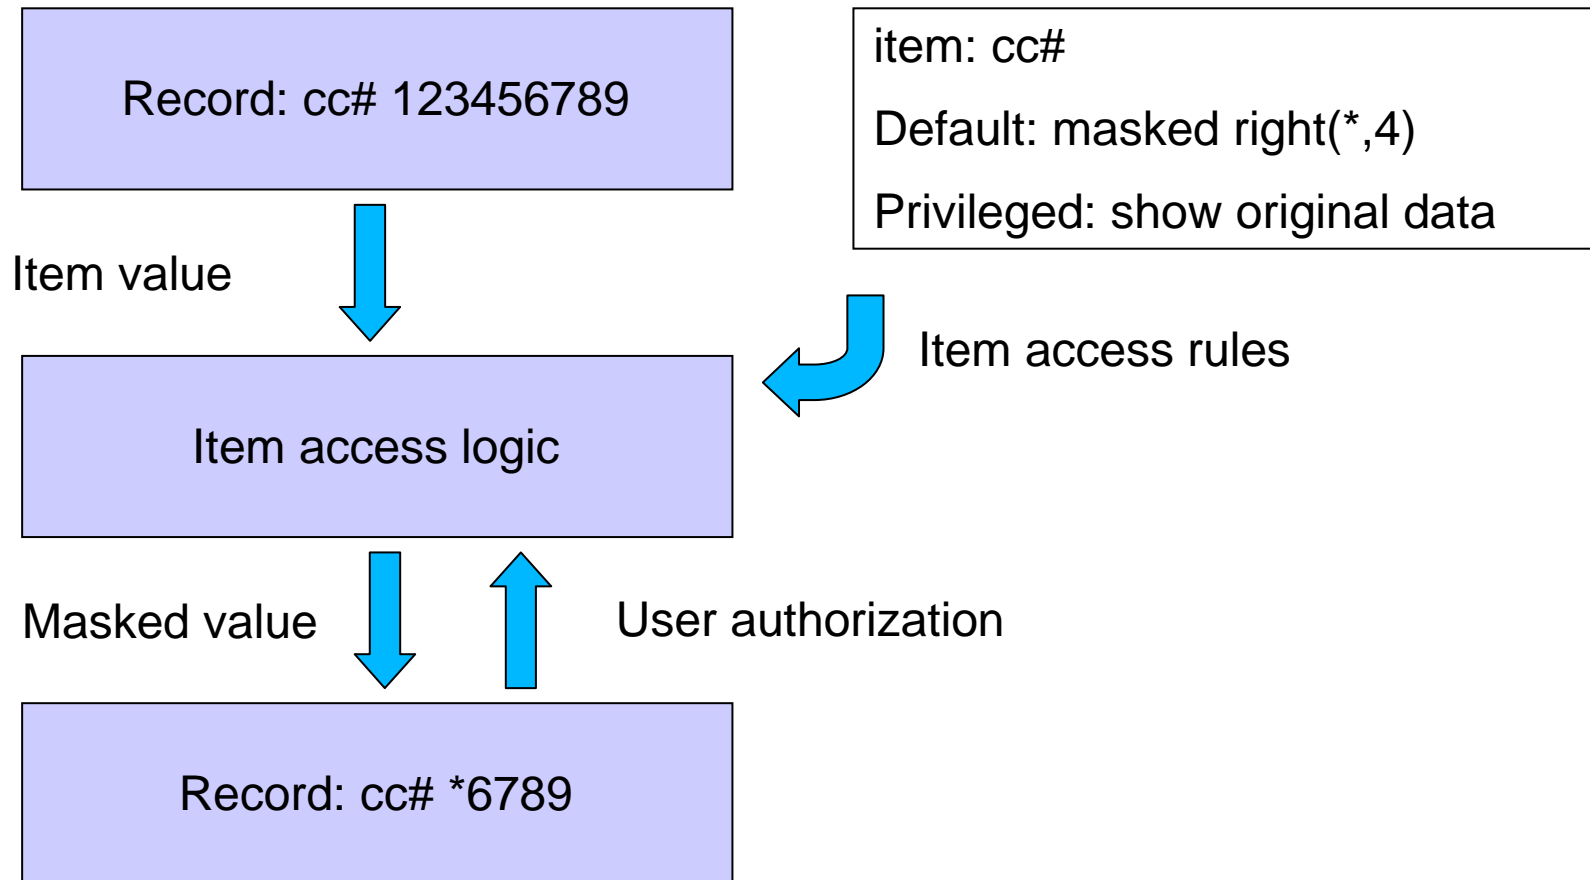 Record: cc# 123456789
item: cc#
Default: masked right(*,4)
Privileged: show original data
Item value
Item access rules
Item access logic
Masked value
User authorization
Record: cc# *6789